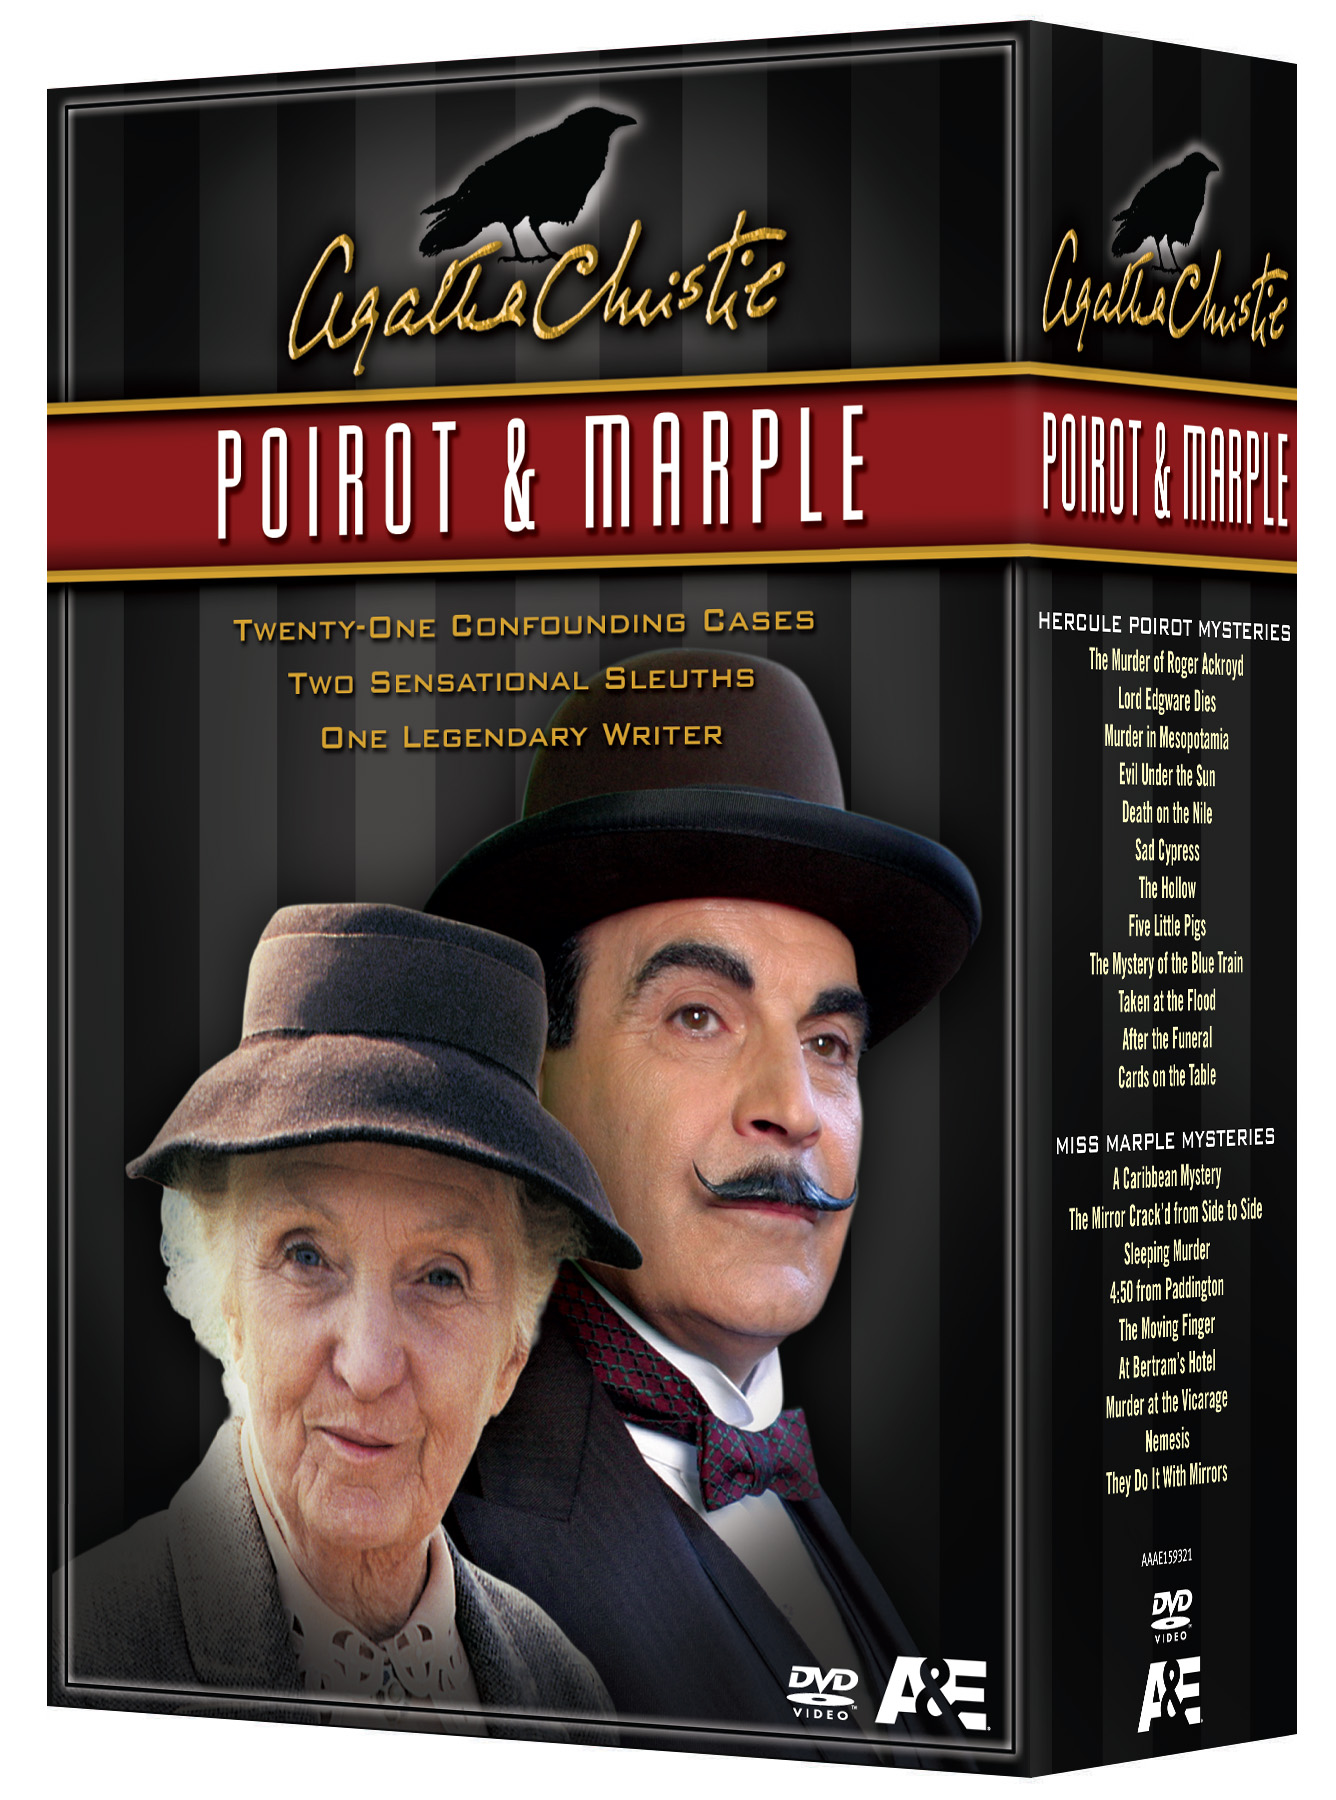 Agatha Christie
POIROT & MARPLE
TWENTY-ONE CONFOUNDING CASES
TWO SENSATIONAL SLEUTHS
ONE LEGENDARY WRITER
DVD
VIDEO
A&E
Agatha Christie
POIROT & MARPLE
HERCULE POIROT MYSTERIES
The Murder of Roger Ackroyd
Lord Edgware Dies
Murder in Mesopotamia
Evil Under the Sun
Death on the Nile
Sad Cypress
The Hollow
Five Little Pigs
The Mystery of the Blue Train
Taken at the Flood
After the Funeral
Cards on the Table
MISS MARPLE MYSTERIES
A Caribbean Mystery
The Mirror Crack'd from Side to Side
Sleeping Murder
4:50 from Paddington
The Moving Finger
At Bertram's Hotel
Murder at the Vicarage
Nemesis
They Do It With Mirrors
AAAE159321
DVD
VIDEO
A&E